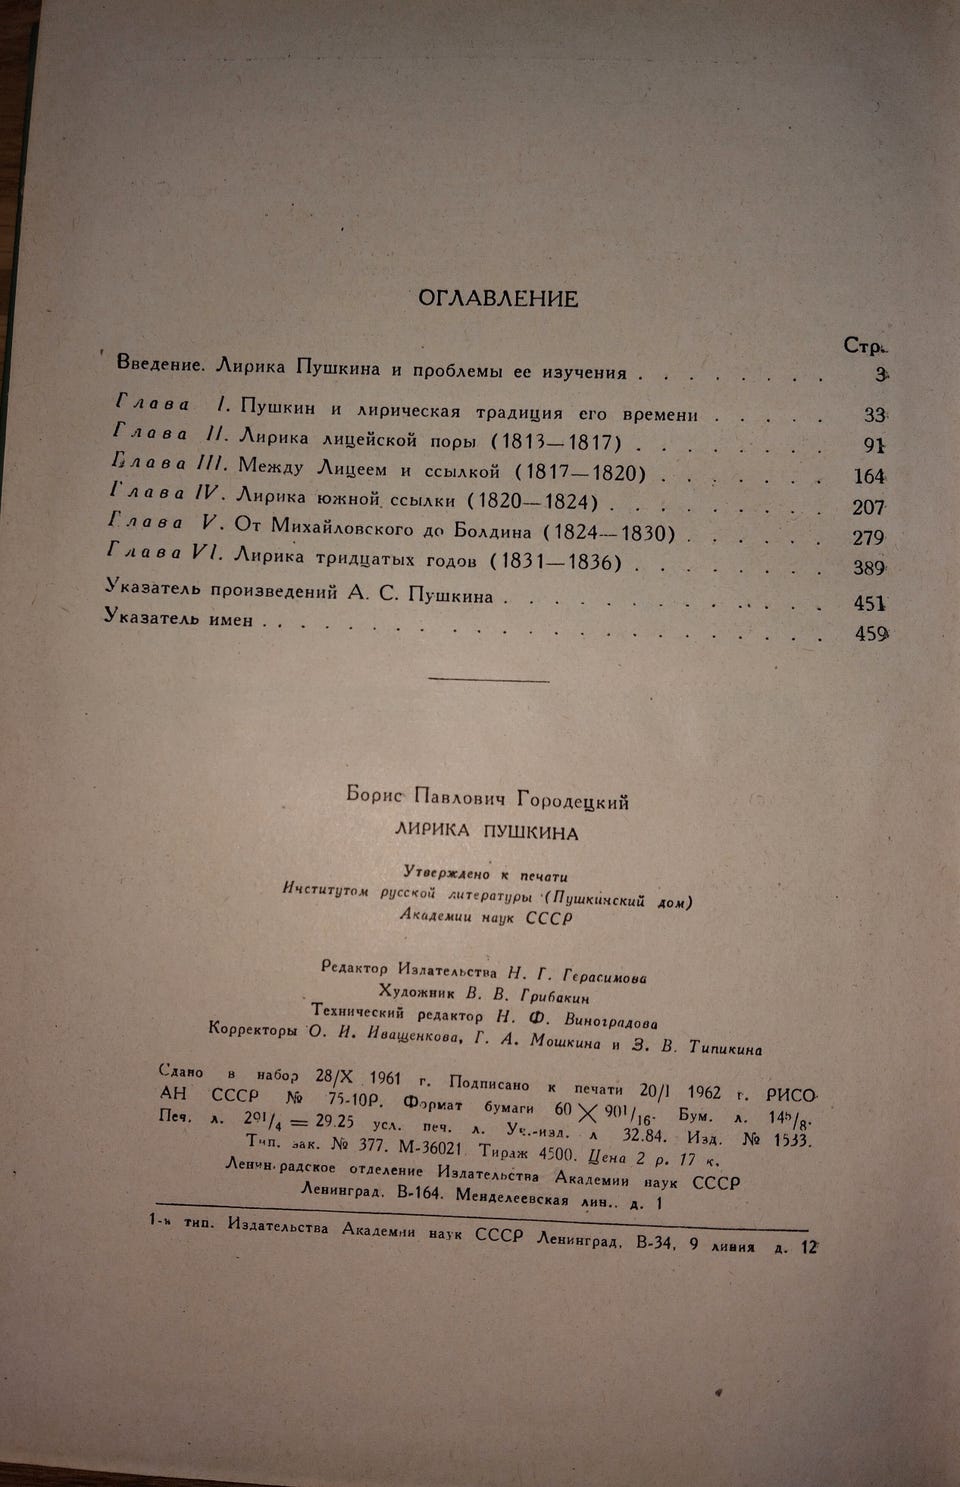 ОГЛАВЛЕНИЕ
Стр.
Введение. Лирика Пушкина и проблемы ее изучения . . . . . . . . 3
Глава I. Пушкин и лирическая традиция его времени . . . . . 33
Глава II. Лирика лицейской поры (1813—1817) . . . . . . . 91
Глава III. Между Лицеем и ссылкой (1817—1820) . . . . . . . 164
Глава IV. Лирика южной ссылки (1820—1824) . . . . . . . . . 207
Глава V. От Михайловского до Болдина (1824—1830) . . . . . . 279
Глава VI. Лирика тридцатых годов (1831—1836) . . . . . . . . 389
Указатель произведений А. С. Пушкина . . . . . . . . . . . . . 451
Указатель имен . . . . . . . . . . . . . . . . . . . . . . 459
Борис Павлович Городецкий
ЛИРИКА ПУШКИНА
Утверждено к печати
Институтом русской литературы (Пушкинский дом)
Академии наук СССР
Редактор Издательства Н. Г. Герасимова
Художник В. В. Грибакин
Технический редактор Н. Ф. Виноградова
Корректоры О. И. Иващенкова, Г. А. Мошкина и З. В. Типикина
Сдано в набор 28/X 1961 г. Подписано к печати 20/I 1962 г. РИСО
АН СССР № 75-10Р. Формат бумаги 60 × 90 1/16. Бум. л. 14 5/8.
Печ. л. 29 1/4 = 29.25 усл. печ. л. Уч.-изд. л 32.84. Изд. № 1533.
Тип. зак. № 377. М-36021 Тираж 4500. Цена 2 р. 17 к.
Ленинградское отделение Издательства Академии наук СССР
Ленинград, В-164. Менделеевская лин., д. 1
1-я тип. Издательства Академии наук СССР Ленинград, В-34, 9 линия д. 12